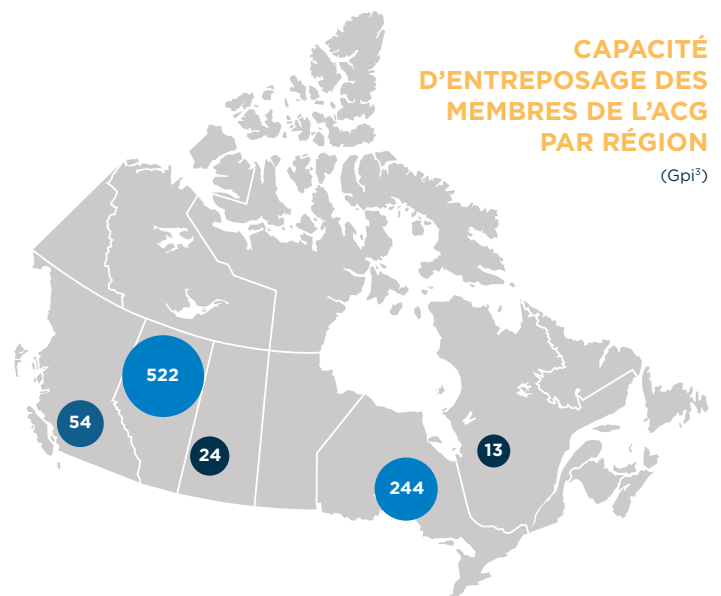 CAPACITÉ
D’ENTREPOSAGE DES
MEMBRES DE L’ACG
PAR RÉGION
(Gpi³)
522
54
24
13
244